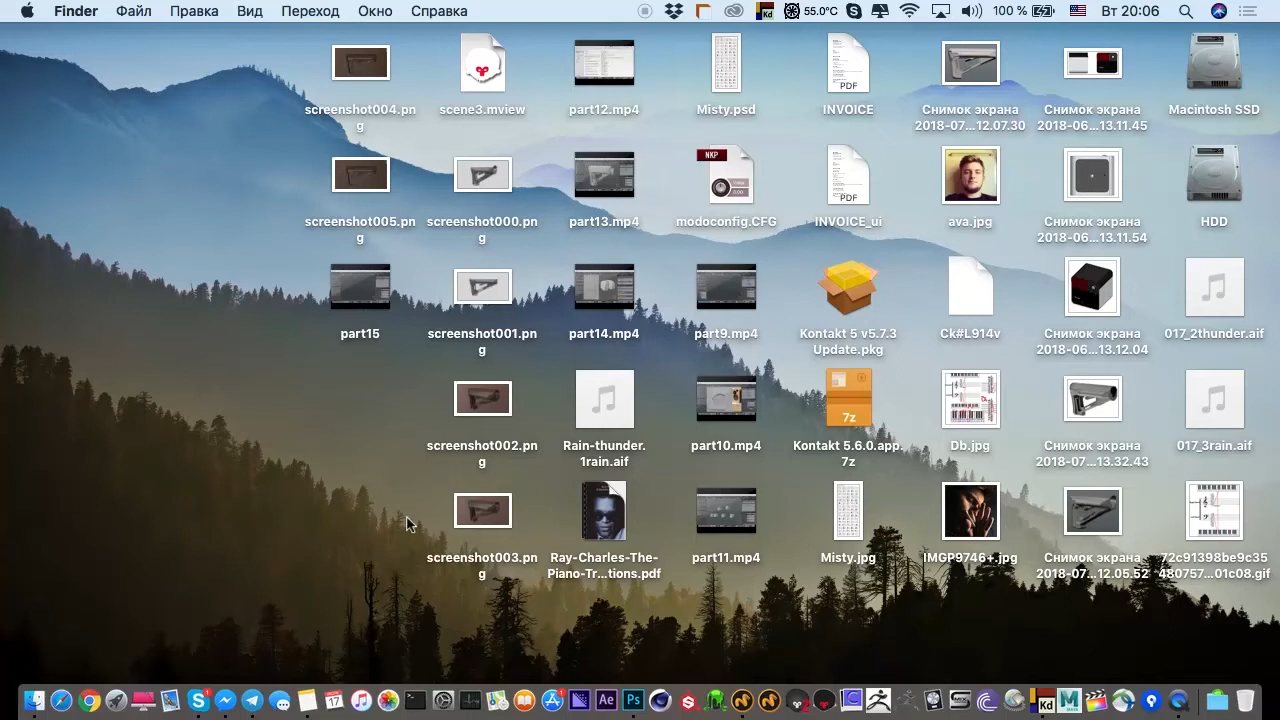 Finder Файл Правка Вид Переход Окно Справка 55.0°C 100 % Вт 20:06
screenshot004.pn
g
scene3.mview
part12.mp4
Misty.psd
PDF
INVOICE
Снимок экрана
2018-07...12.07.30
Снимок экрана
2018-06...13.11.45
Macintosh SSD
screenshot005.pn
g
screenshot000.pn
g
part13.mp4
NKP
modoconfig.CFG
PDF
INVOICE_ui
ava.jpg
Снимок экрана
2018-06...13.11.54
HDD
part15
screenshot001.pn
g
part14.mp4
part9.mp4
Kontakt 5 v5.7.3
Update.pkg
Ck#L914v
Снимок экрана
2018-06...13.12.04
017_2thunder.aif
screenshot002.pn
g
Rain-thunder.
1rain.aif
part10.mp4
7z
Kontakt 5.6.0.app.
7z
Db.jpg
Снимок экрана
2018-07...13.32.43
017_3rain.aif
screenshot003.pn
g
Ray-Charles-The-
Piano-Tr...tions.pdf
part11.mp4
Misty.jpg
IMGP9746+.jpg
Снимок экрана
2018-07...12.05.52
72c91398be9c35
480757...01c08.gif
17 Ae Ps Kd